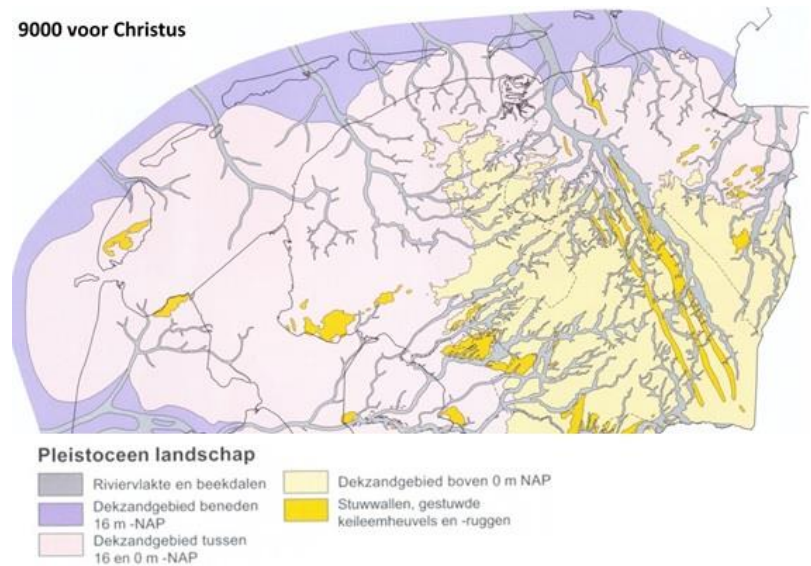 9000 voor Christus
Pleistoceen landschap
Riviervlakte en beekdalen
Dekzandgebied beneden
16 m -NAP
Dekzandgebied tussen
16 en 0 m -NAP
Dekzandgebied boven 0 m NAP
Stuwwallen, gestuwde
keileemheuvels en -ruggen